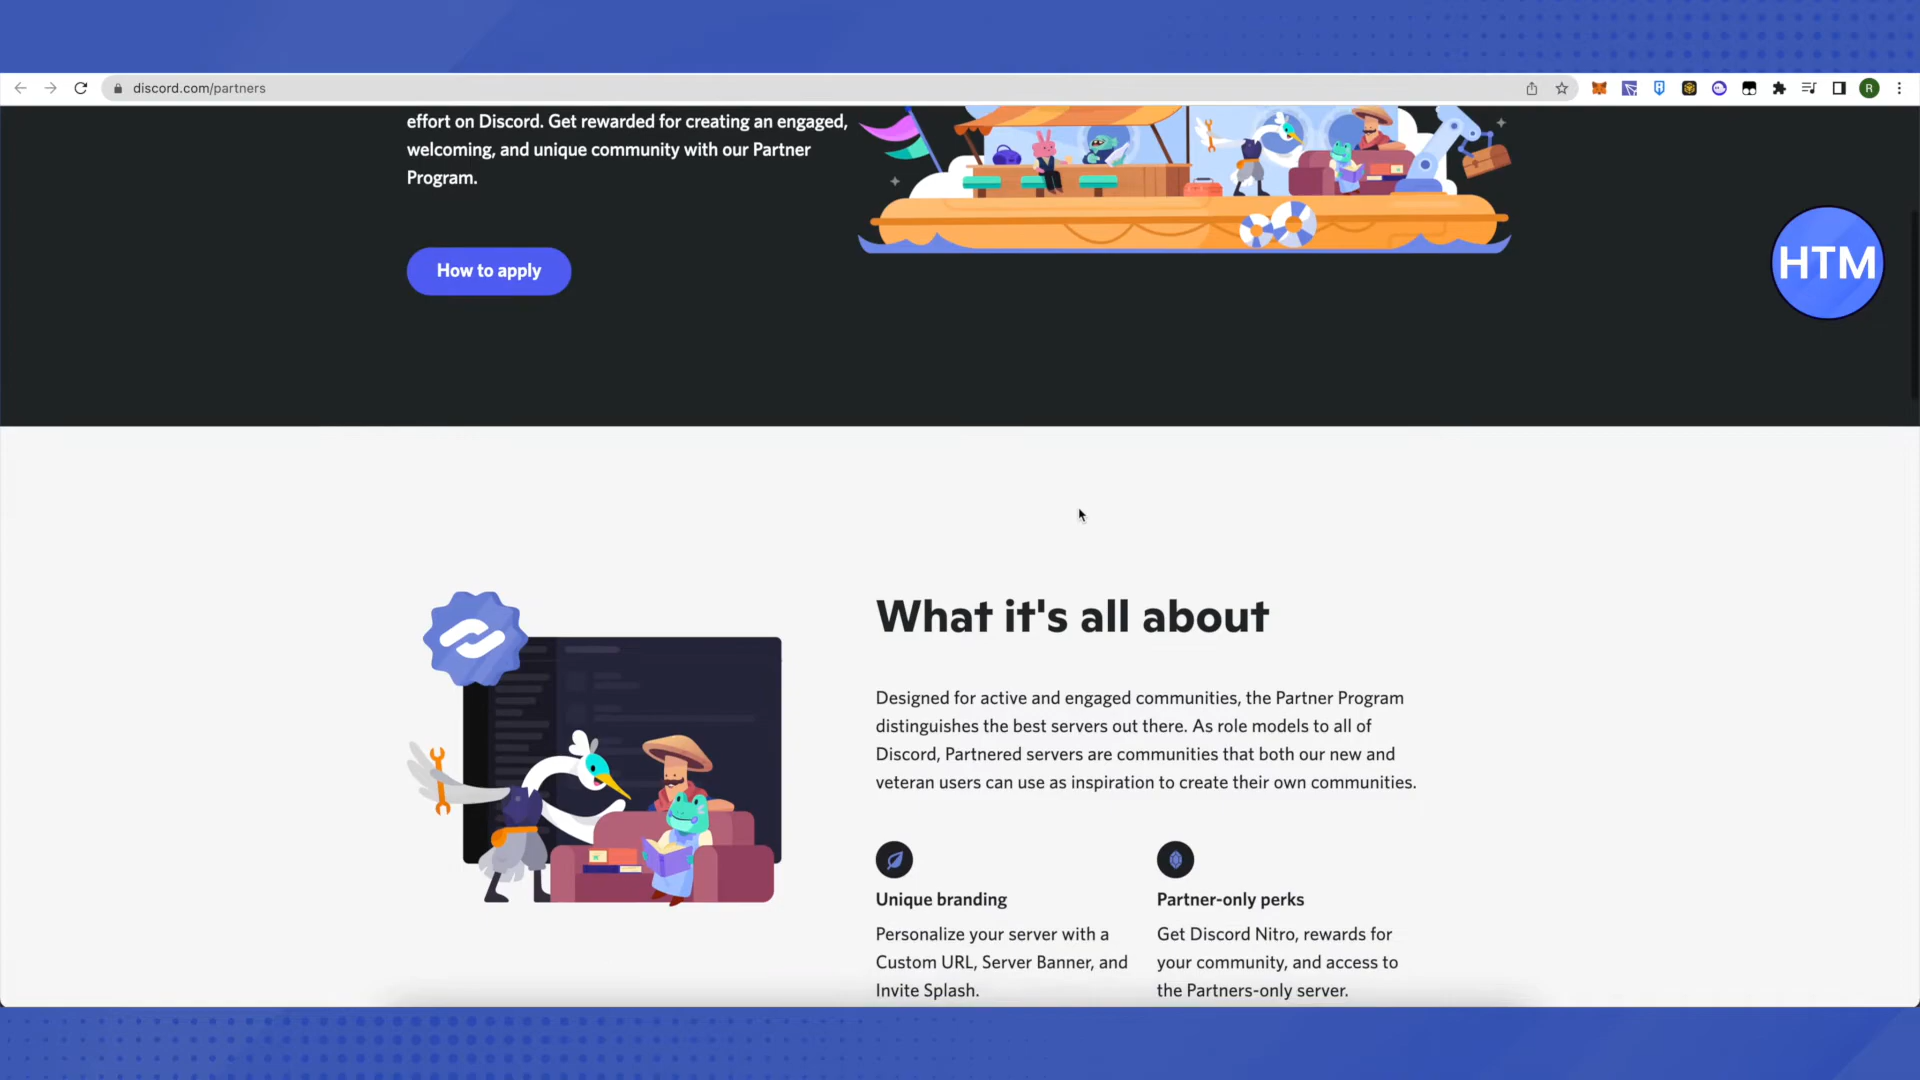 discord.com/partners
R
effort on Discord. Get rewarded for creating an engaged,
welcoming, and unique community with our Partner
Program.
How to apply
HTM
What it's all about
Designed for active and engaged communities, the Partner Program
distinguishes the best servers out there. As role models to all of
Discord, Partnered servers are communities that both our new and
veteran users can use as inspiration to create their own communities.
Unique branding
Personalize your server with a
Custom URL, Server Banner, and
Invite Splash.
Partner-only perks
Get Discord Nitro, rewards for
your community, and access to
the Partners-only server.